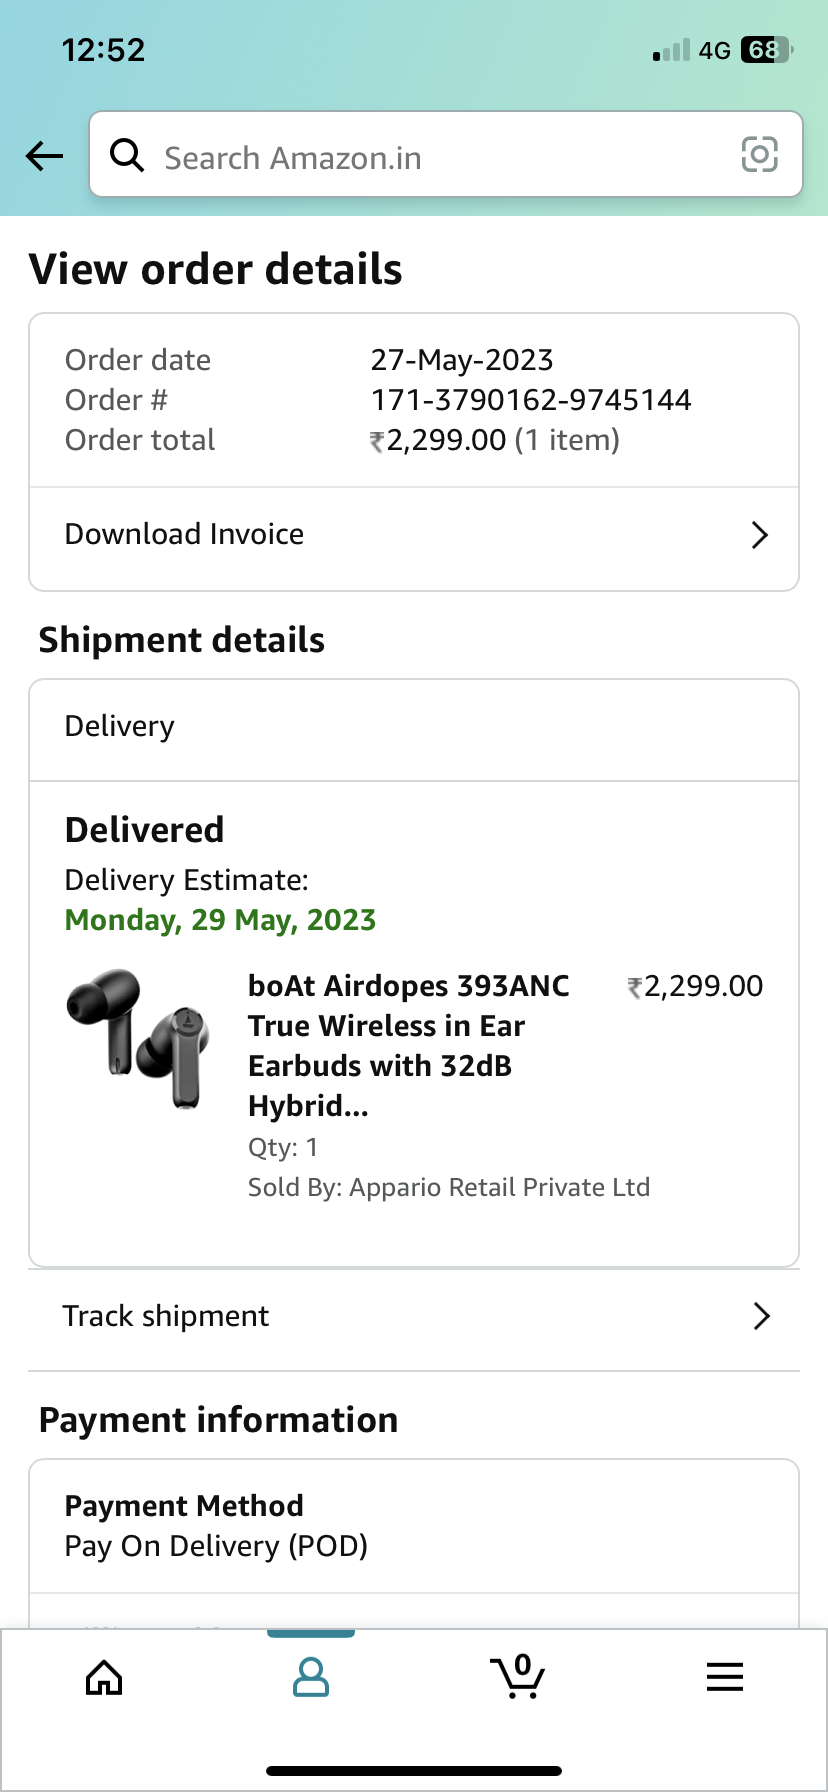 12:52
4G 68
Search Amazon.in
View order details
Order date 27-May-2023
Order # 171-3790162-9745144
Order total ₹2,299.00 (1 item)
Download Invoice
Shipment details
Delivery
Delivered
Delivery Estimate:
Monday, 29 May, 2023
boAt Airdopes 393ANC ₹2,299.00
True Wireless in Ear
Earbuds with 32dB
Hybrid...
Qty: 1
Sold By: Appario Retail Private Ltd
Track shipment
Payment information
Payment Method
Pay On Delivery (POD)
0